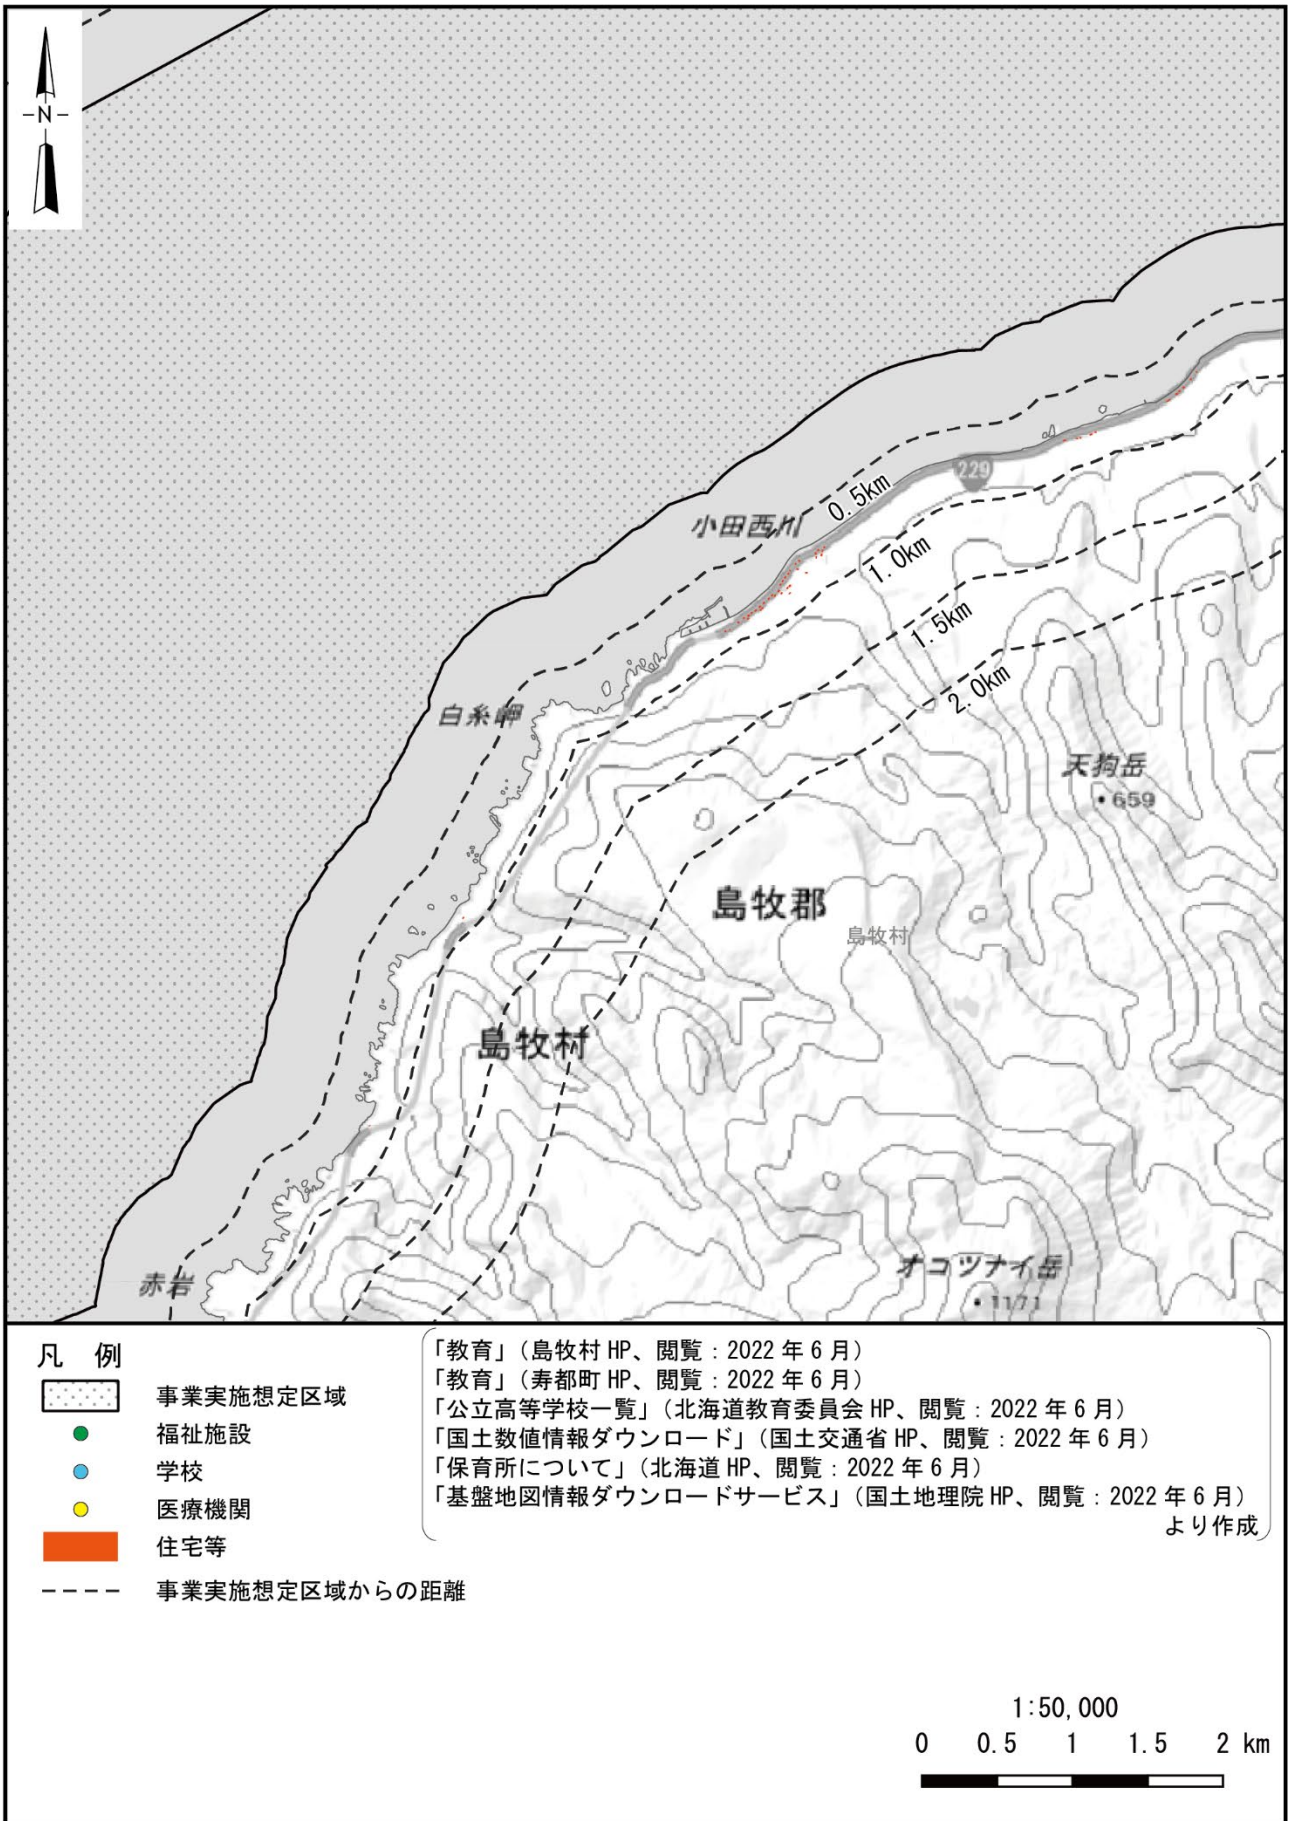 N
229
0.5km
小田西川
1.0km
1.5km
2.0km
白糸岬
天狗岳
659
島牧郡
島牧村
島牧村
オコツナイ岳
1171
赤岩
凡 例
事業実施想定区域
福祉施設
学校
医療機関
住宅等
事業実施想定区域からの距離
「教育」（島牧村 HP、閲覧：2022 年 6 月）
「教育」（寿都町 HP、閲覧：2022 年 6 月）
「公立高等学校一覧」（北海道教育委員会 HP、閲覧：2022 年 6 月）
「国土数値情報ダウンロード」（国土交通省 HP、閲覧：2022 年 6 月）
「保育所について」（北海道 HP、閲覧：2022 年 6 月）
「基盤地図情報ダウンロードサービス」（国土地理院 HP、閲覧：2022 年 6 月）
より作成
1:50,000
0 0.5 1 1.5 2 km